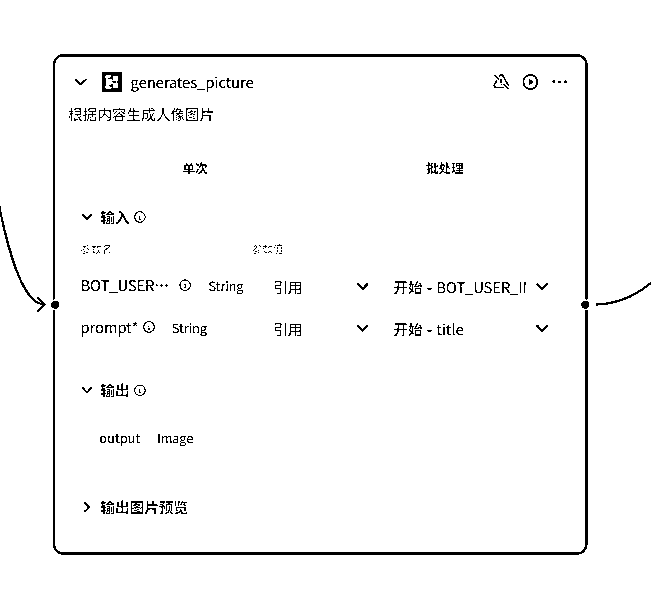 generates_picture
根据内容生成人像图片
单次 批处理
输入
参数名 参数值
BOT_USER… String 引用 开始 - BOT_USER_I
prompt* String 引用 开始 - title
输出
output Image
输出图片预览